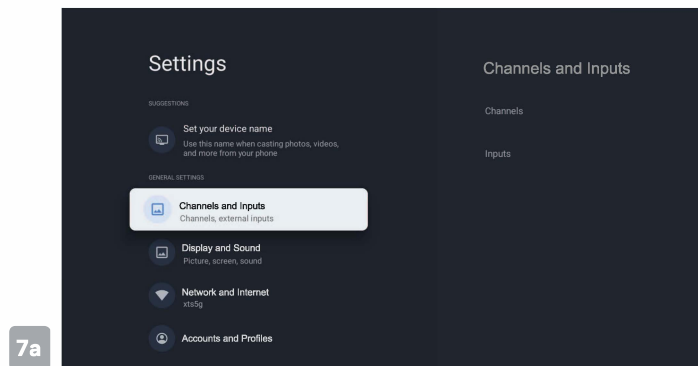 Settings
SUGGESTIONS
Set your device name
Use this name when casting photos, videos,
and more from your phone
GENERAL SETTINGS
Channels and Inputs
Channels, external inputs
Display and Sound
Picture, screen, sound
Network and Internet
xts5g
Accounts and Profiles
Channels and Inputs
Channels
Inputs
7a